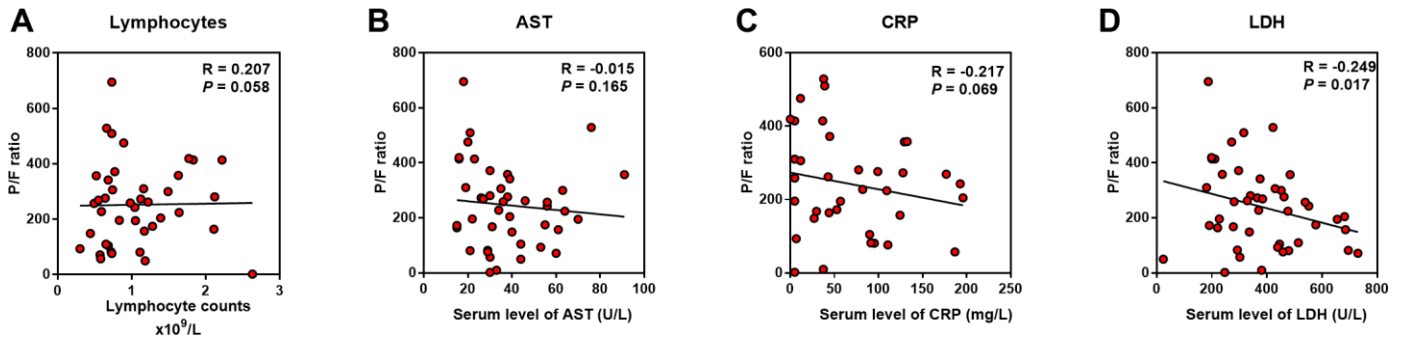 A
Lymphocytes
R = 0.207
P = 0.058
P/F ratio
800
600
400
200
0
0 1 2 3
Lymphocyte counts
x10⁹/L
B
AST
R = -0.015
P = 0.165
P/F ratio
800
600
400
200
0
0 20 40 60 80 100
Serum level of AST (U/L)
C
CRP
R = -0.217
P = 0.069
P/F ratio
600
400
200
0
0 50 100 150 200 250
Serum level of CRP (mg/L)
D
LDH
R = -0.249
P = 0.017
P/F ratio
800
600
400
200
0
0 200 400 600 800
Serum level of LDH (U/L)